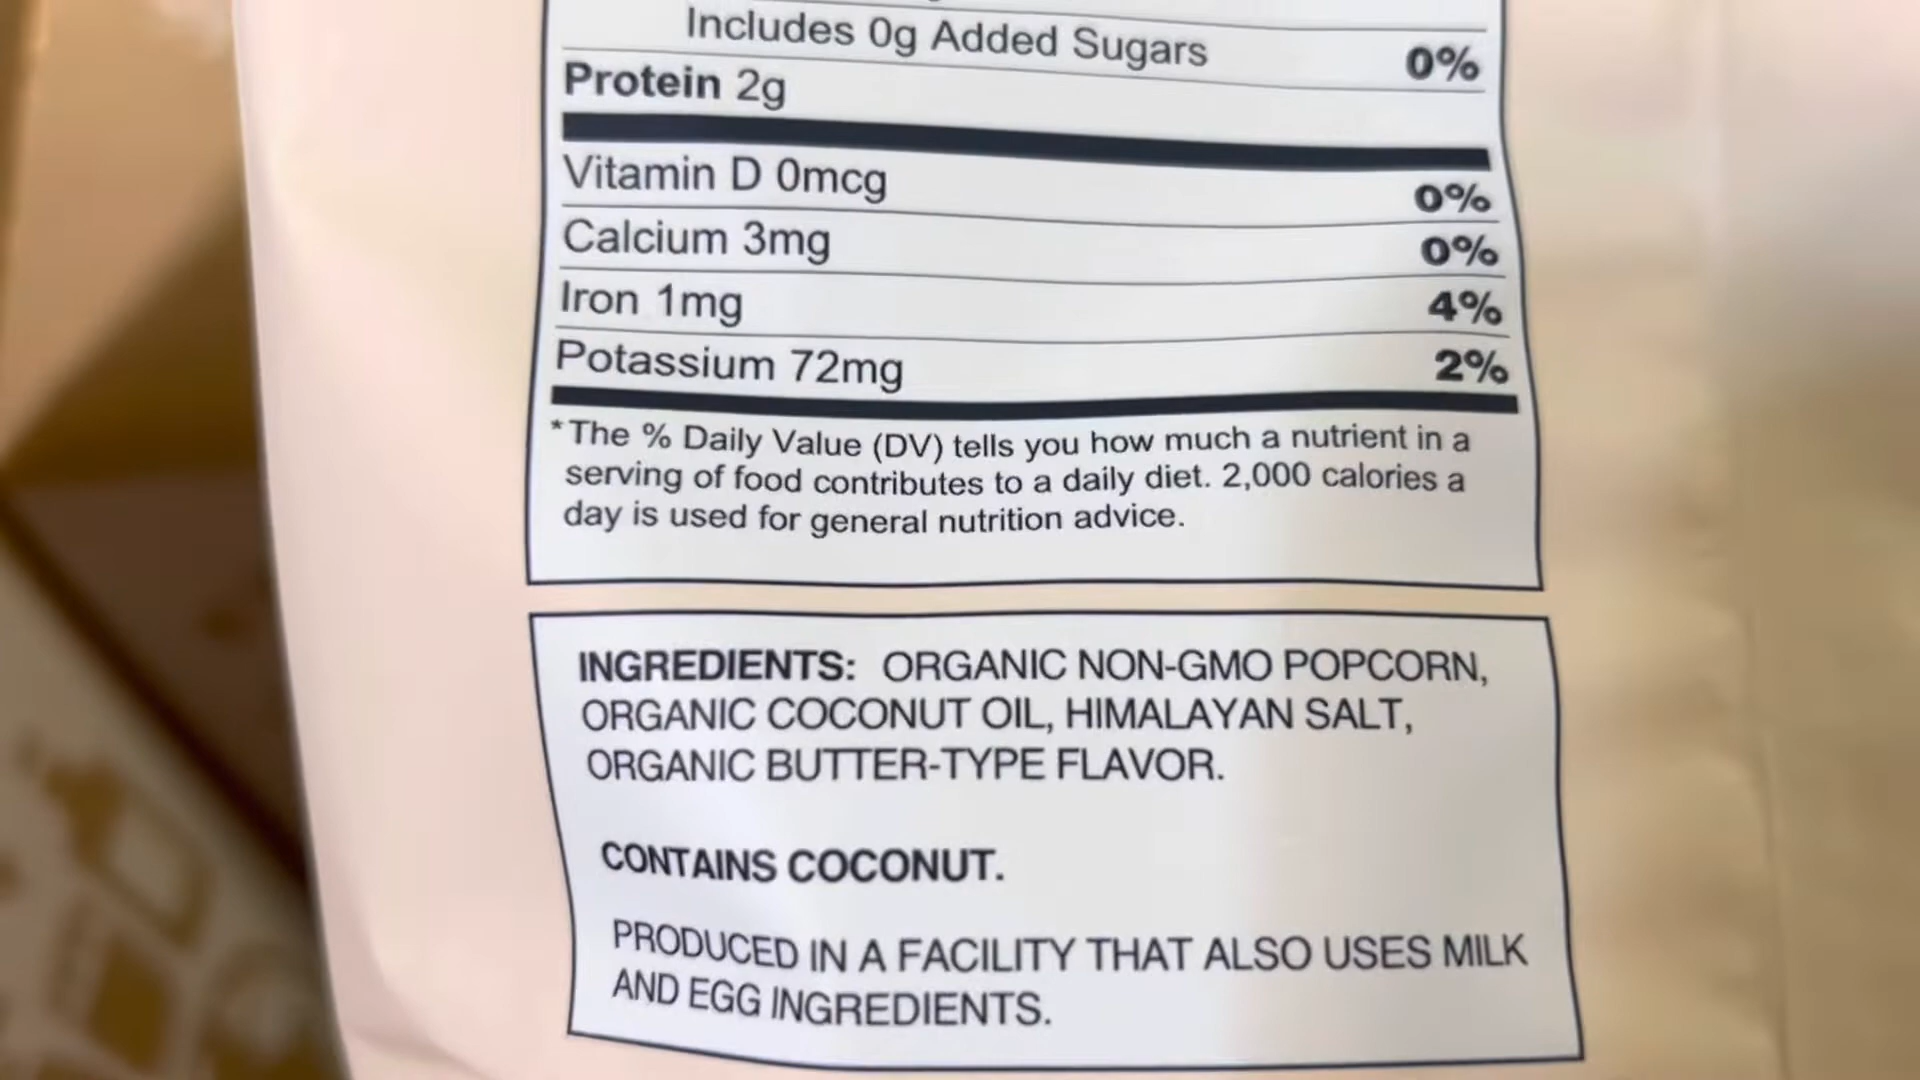 Includes 0g Added Sugars 0%
Protein 2g
Vitamin D 0mcg 0%
Calcium 3mg 0%
Iron 1mg 4%
Potassium 72mg 2%
*The % Daily Value (DV) tells you how much a nutrient in a
serving of food contributes to a daily diet. 2,000 calories a
day is used for general nutrition advice.
INGREDIENTS: ORGANIC NON-GMO POPCORN,
ORGANIC COCONUT OIL, HIMALAYAN SALT,
ORGANIC BUTTER-TYPE FLAVOR.
CONTAINS COCONUT.
PRODUCED IN A FACILITY THAT ALSO USES MILK
AND EGG INGREDIENTS.